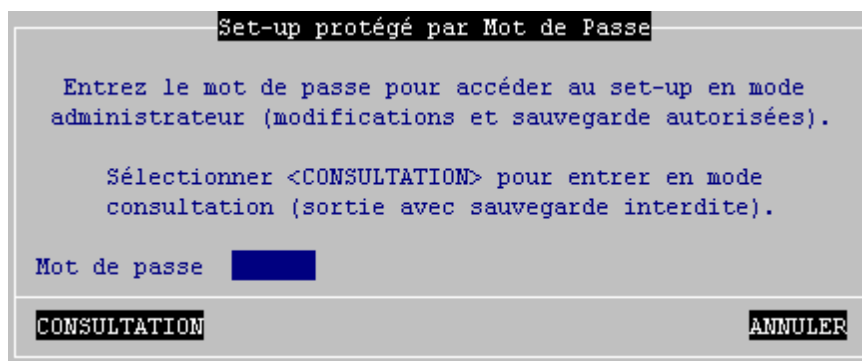 Set-up protégé par Mot de Passe
Entrez le mot de passe pour accéder au set-up en mode
administrateur (modifications et sauvegarde autorisées).
Sélectionner <CONSULTATION> pour entrer en mode
consultation (sortie avec sauvegarde interdite).
Mot de passe
CONSULTATION ANNULER